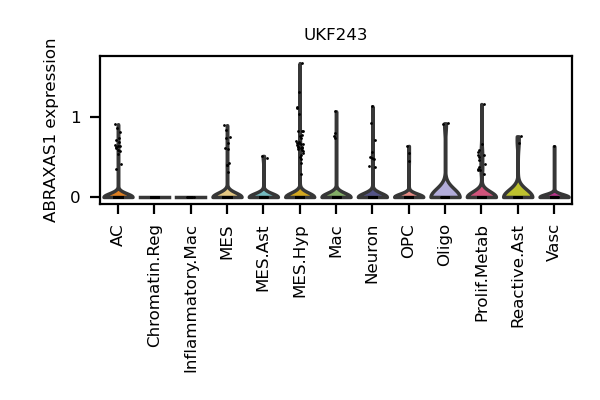 UKF243
ABRAXAS1 expression
1
0
AC
Chromatin.Reg
Inflammatory.Mac
MES
MES.Ast
MES.Hyp
Mac
Neuron
OPC
Oligo
Prolif.Metab
Reactive.Ast
Vasc